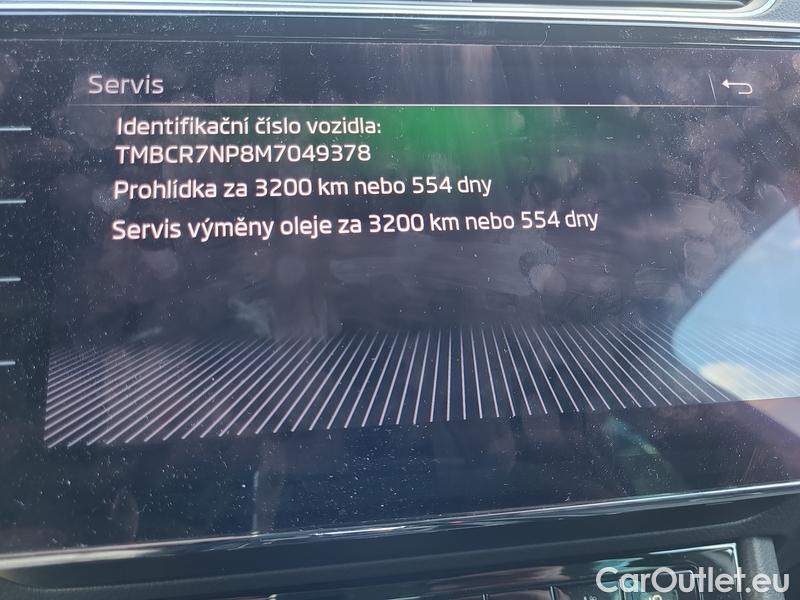 Servis
Identifikační číslo vozidla:
TMBCR7NP8M7049378
Prohlídka za 3200 km nebo 554 dny
Servis výměny oleje za 3200 km nebo 554 dny
CarOutlet.eu